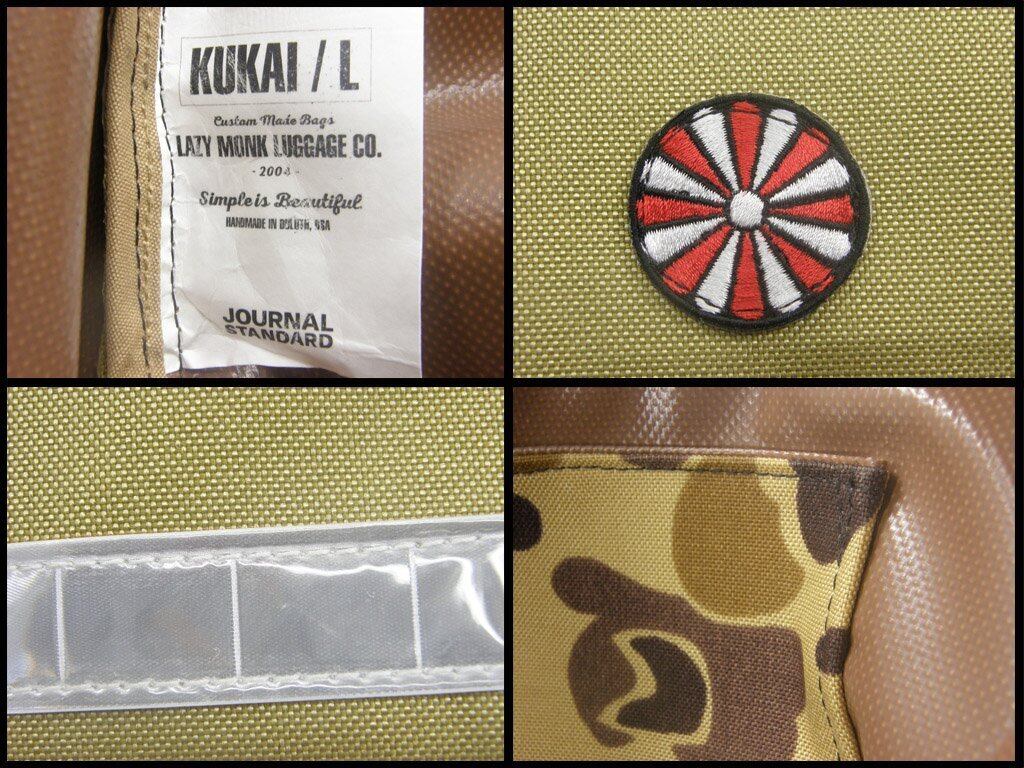 KUKAI / L
Custom Made Bags
LAZY MONK LUGGAGE CO.
- 2004 -
Simple is Beautiful.
HANDMADE IN DULUTH, USA
JOURNAL
STANDARD